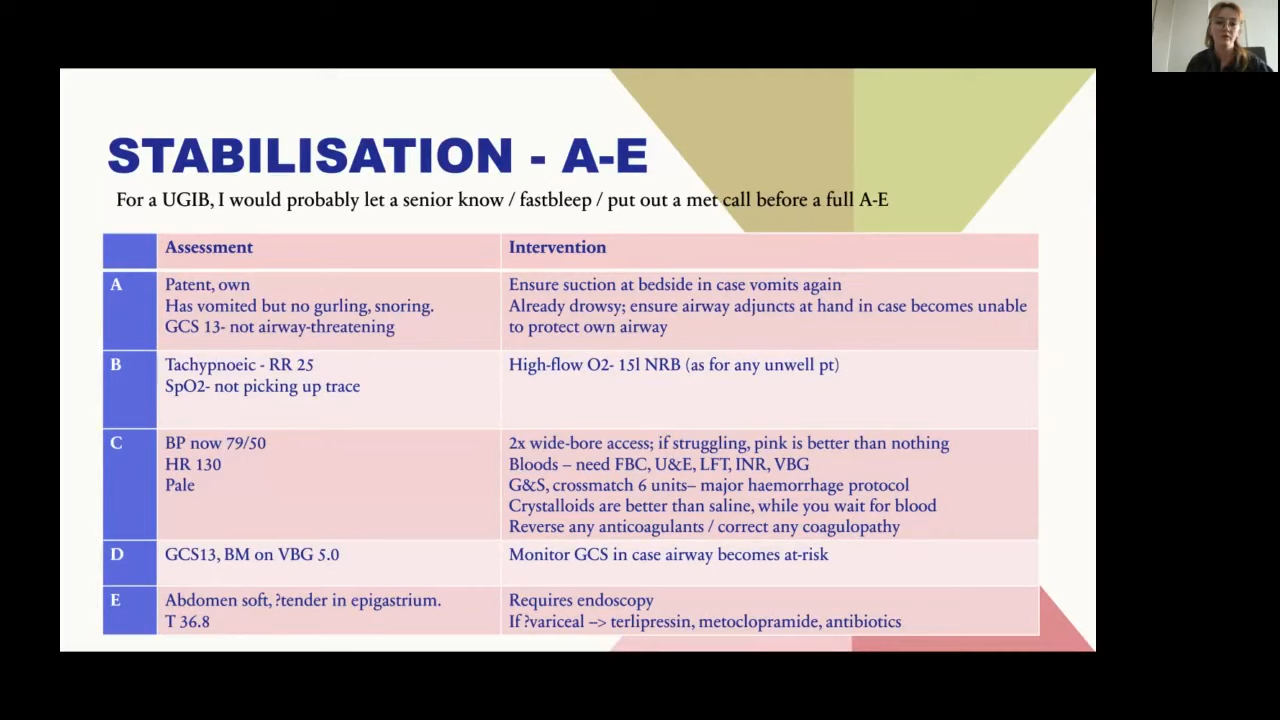 STABILISATION - A-E
For a UGIB, I would probably let a senior know / fastbleep / put out a met call before a full A-E
Assessment
Intervention
A
Patent, own
Has vomited but no gurling, snoring.
GCS 13- not airway-threatening
Ensure suction at bedside in case vomits again
Already drowsy; ensure airway adjuncts at hand in case becomes unable
to protect own airway
B
Tachypnoeic - RR 25
SpO2- not picking up trace
High-flow O2- 15l NRB (as for any unwell pt)
C
BP now 79/50
HR 130
Pale
2x wide-bore access; if struggling, pink is better than nothing
Bloods – need FBC, U&E, LFT, INR, VBG
G&S, crossmatch 6 units– major haemorrhage protocol
Crystalloids are better than saline, while you wait for blood
Reverse any anticoagulants / correct any coagulopathy
D
GCS13, BM on VBG 5.0
Monitor GCS in case airway becomes at-risk
E
Abdomen soft, ?tender in epigastrium.
T 36.8
Requires endoscopy
If ?variceal –> terlipressin, metoclopramide, antibiotics